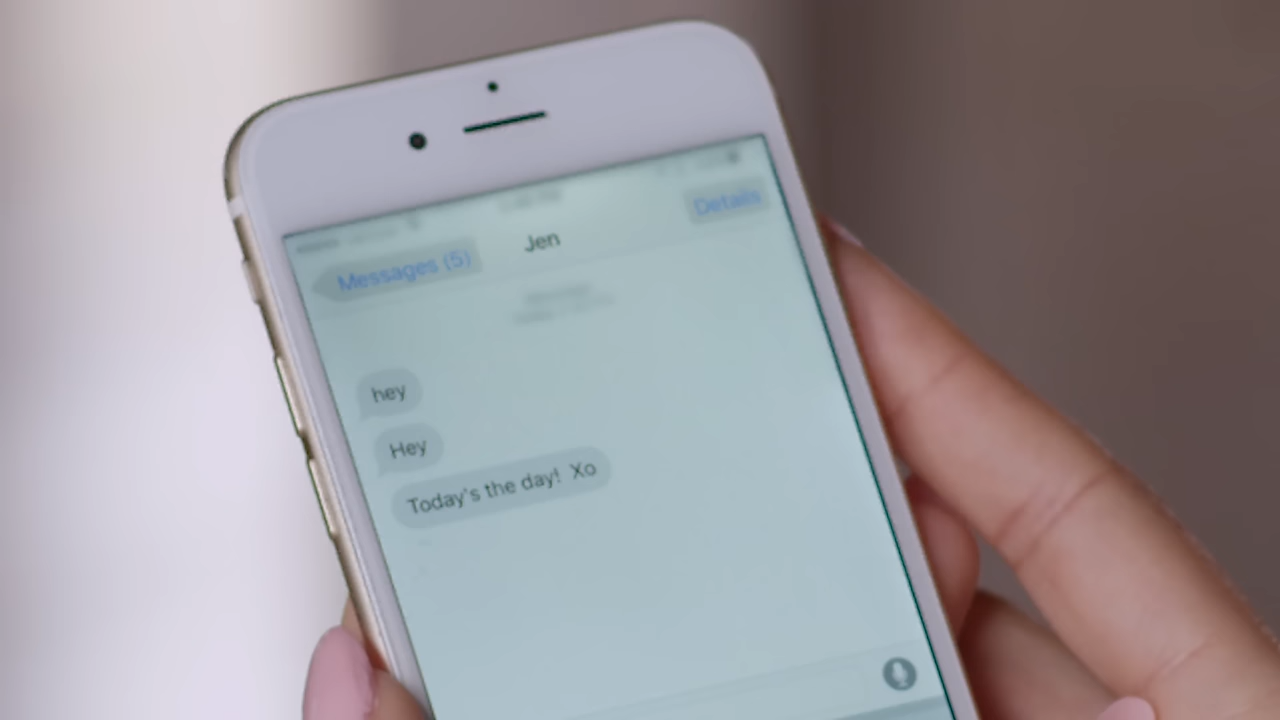 Jen
Details
Messages (5)
hey
Hey
Today's the day! Xo